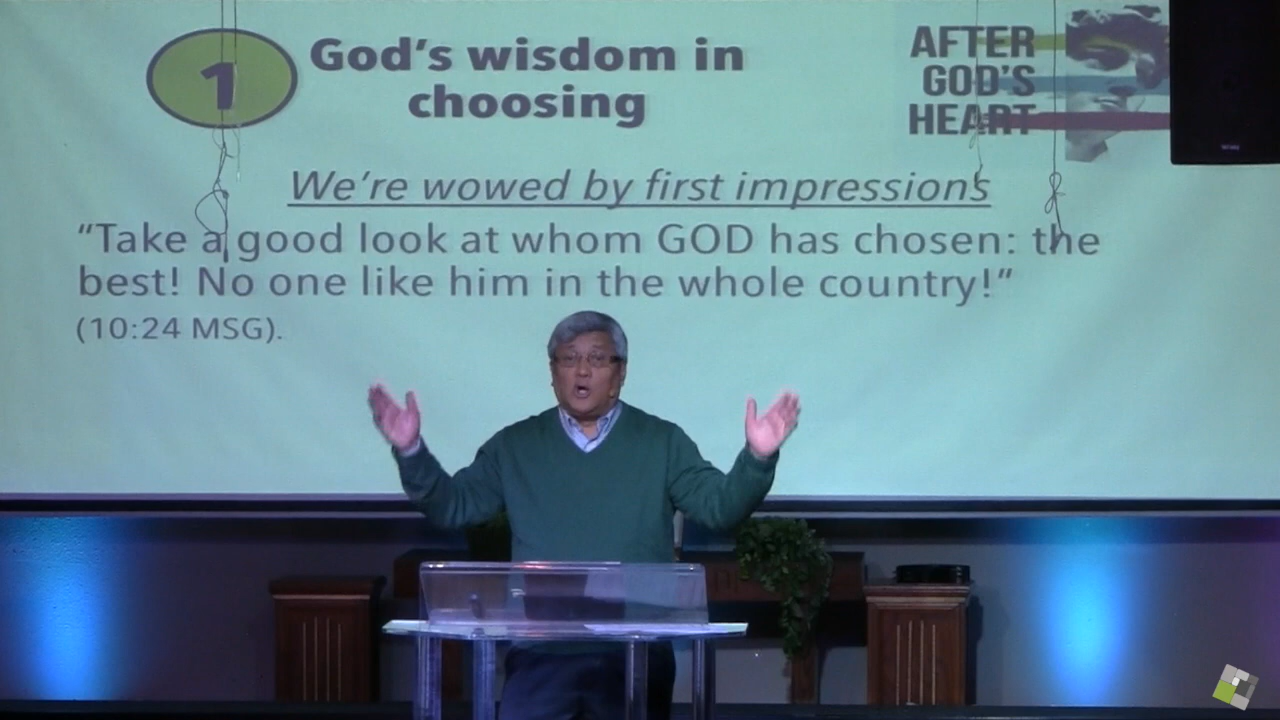 1
God's wisdom in
choosing
AFTER
GOD'S
HEART
We're wowed by first impressions
“Take a good look at whom GOD has chosen: the
best! No one like him in the whole country!“
(10:24 MSG).